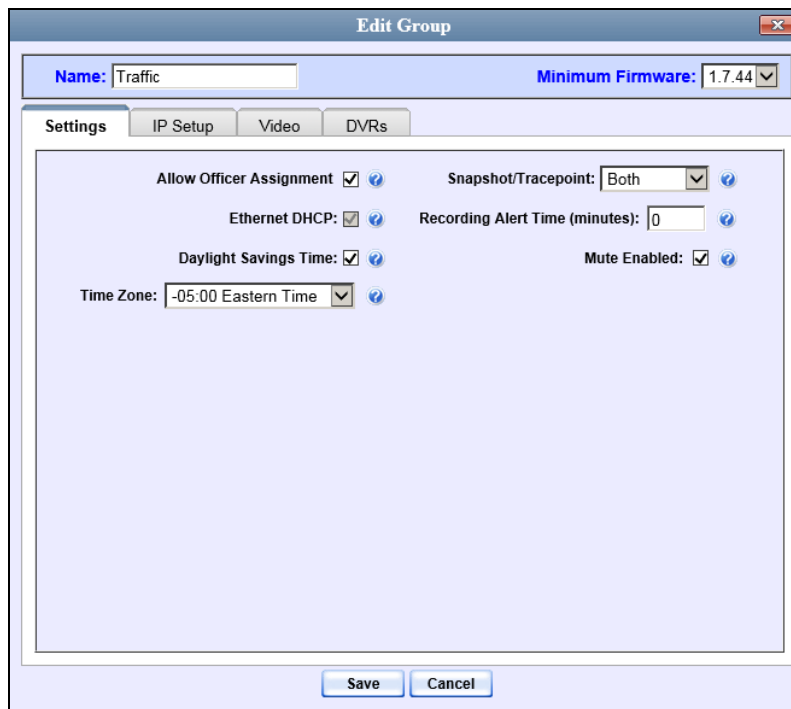 Edit Group
Name: Traffic
Minimum Firmware: 1.7.44
Settings
IP Setup
Video
DVRs
Allow Officer Assignment
Snapshot/Tracepoint: Both
Ethernet DHCP:
Recording Alert Time (minutes): 0
Daylight Savings Time:
Mute Enabled:
Time Zone: -05:00 Eastern Time
Save
Cancel